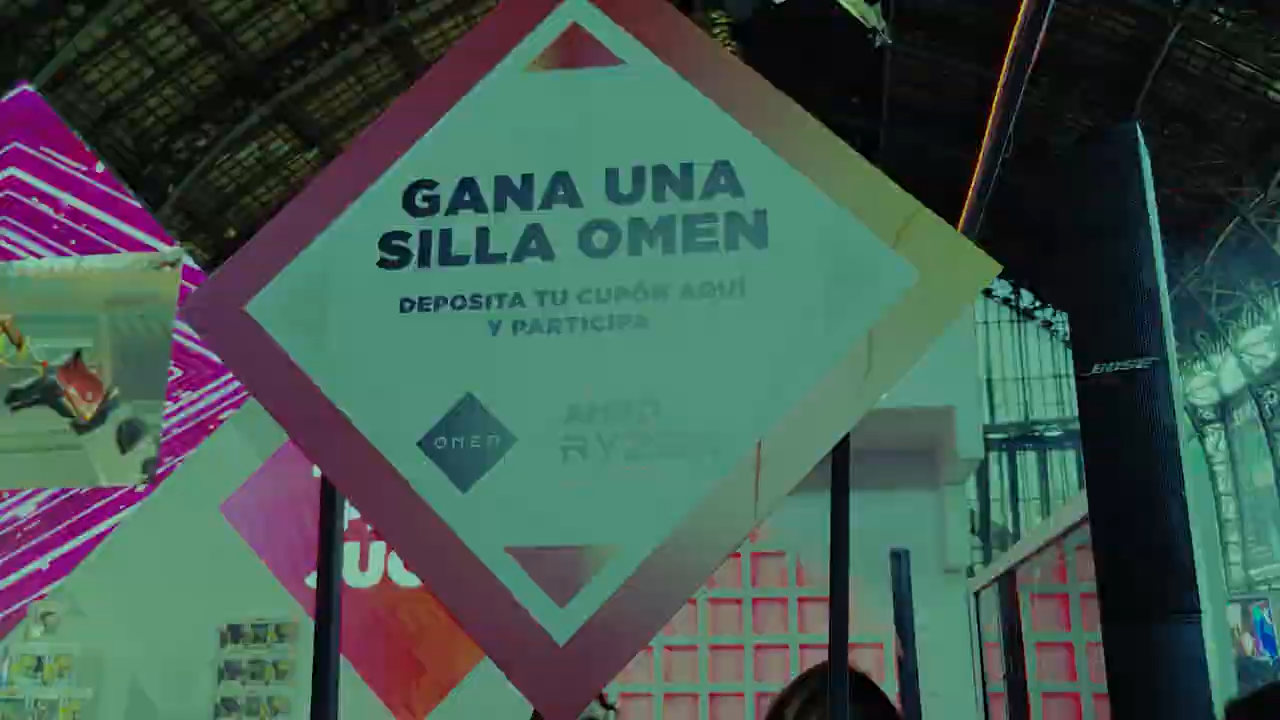 GANA UNA
SILLA OMEN
DEPOSITA TU CUPÓN AQUÍ
Y PARTICIPA
OMEN
AMD
RYZEN
BOSE